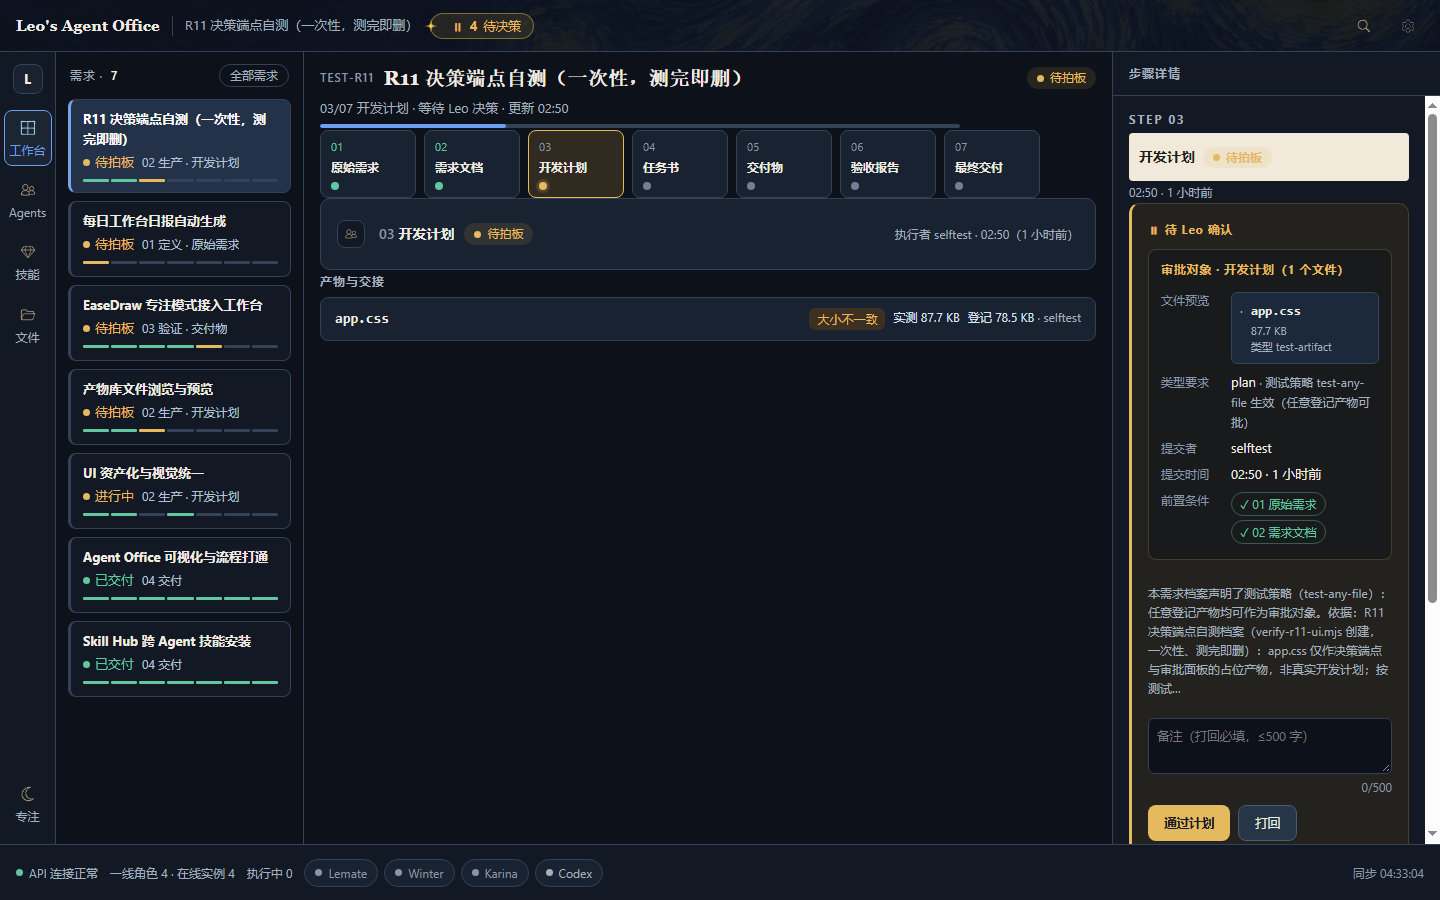 Leo's Agent Office
R11 决策端点自测（一次性，测完即删）
4 待决策
L
工作台
Agents
技能
文件
专注
需求 · 7
全部需求
R11 决策端点自测（一次性，测完即删）
待拍板 02 生产 · 开发计划
每日工作台日报自动生成
待拍板 01 定义 · 原始需求
EaseDraw 专注模式接入工作台
待拍板 03 验证 · 交付物
产物库文件浏览与预览
待拍板 02 生产 · 开发计划
UI 资产化与视觉统一
进行中 02 生产 · 开发计划
Agent Office 可视化与流程打通
已交付 04 交付
Skill Hub 跨 Agent 技能安装
已交付 04 交付
TEST-R11 R11 决策端点自测（一次性，测完即删）
待拍板
03/07 开发计划 · 等待 Leo 决策 · 更新 02:50
01 原始需求
02 需求文档
03 开发计划
04 任务书
05 交付物
06 验收报告
07 最终交付
03 开发计划 待拍板
执行者 selftest · 02:50（1 小时前）
产物与交接
app.css
大小不一致 实测 87.7 KB 登记 78.5 KB · selftest
步骤详情
STEP 03
开发计划 待拍板
02:50 · 1 小时前
待 Leo 确认
审批对象 · 开发计划（1 个文件）
文件预览
· app.css
87.7 KB
类型 test-artifact
类型要求
plan · 测试策略 test-any-
file 生效（任意登记产物可
批）
提交者 selftest
提交时间 02:50 · 1 小时前
前置条件
✓ 01 原始需求
✓ 02 需求文档
本需求档案声明了测试策略（test-any-file）：
任意登记产物均可作为审批对象。依据：R11
决策端点自测档案（verify-r11-ui.mjs 创建，
一次性、测完即删）：app.css 仅作决策端点
与审批面板的占位产物，非真实开发计划；按
测试...
备注（打回必填，≤500 字）
0/500
通过计划
打回
API 连接正常 一线角色 4 · 在线实例 4 执行中 0
Lemate
Winter
Karina
Codex
同步 04:33:04